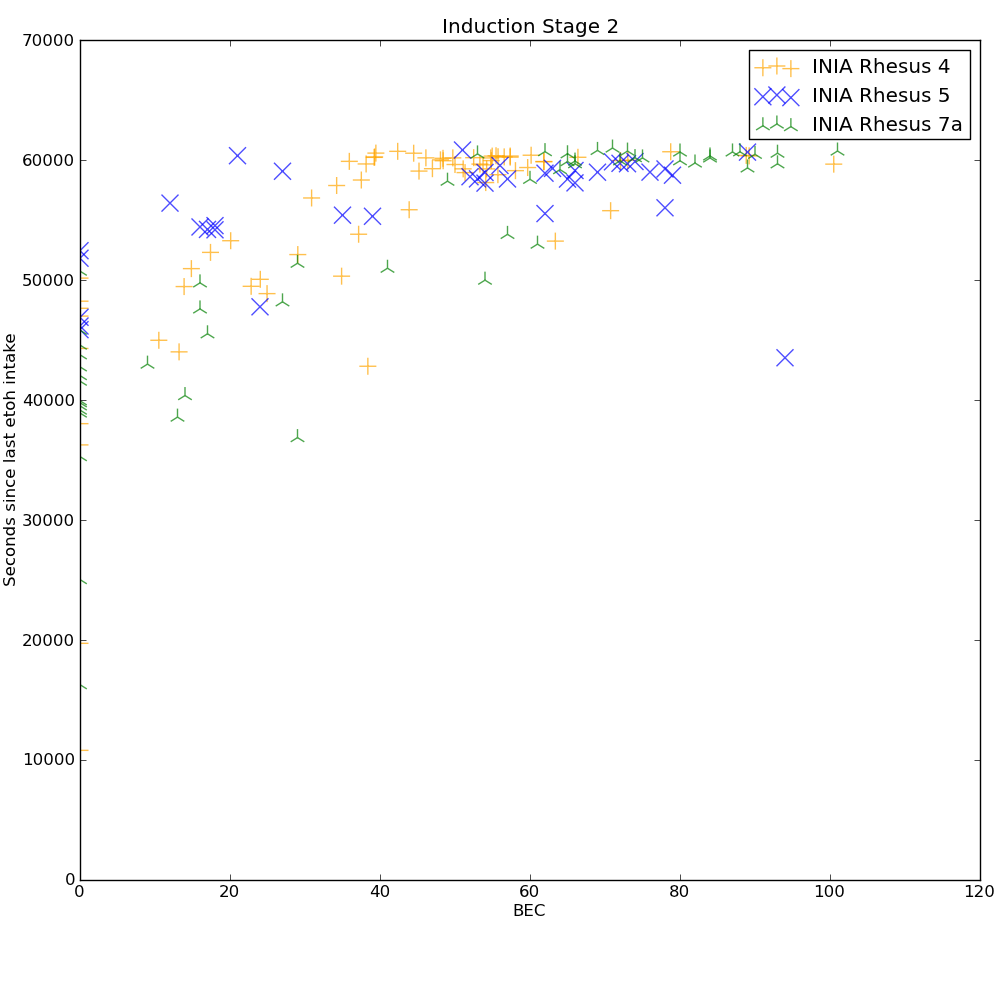 Induction Stage 2
INIA Rhesus 4
INIA Rhesus 5
INIA Rhesus 7a
70000
60000
50000
40000
30000
20000
10000
0
Seconds since last etoh intake
0 20 40 60 80 100 120
BEC